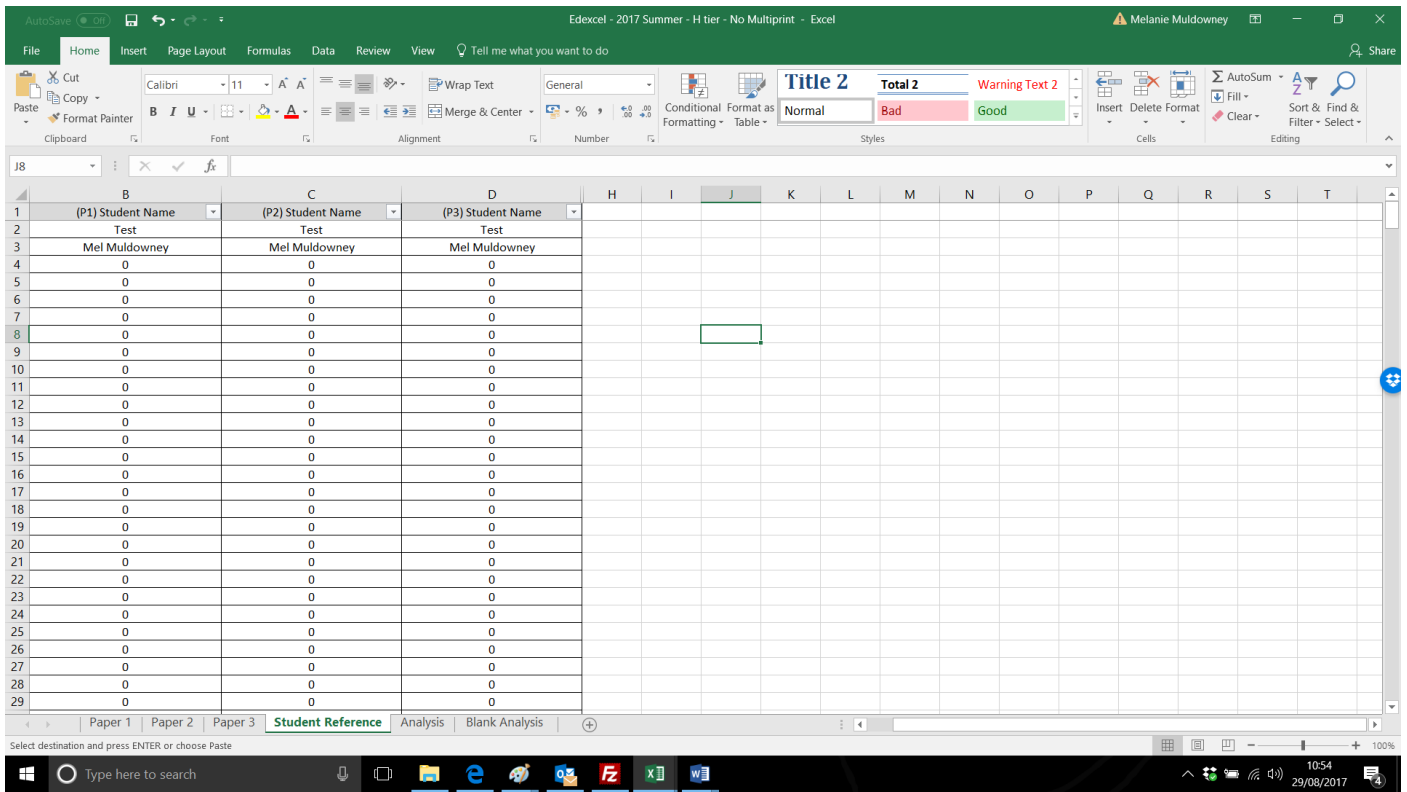 AutoSave Off Edexcel - 2017 Summer - H tier - No Multiprint - Excel Melanie Muldowney
File Home Insert Page Layout Formulas Data Review View Tell me what you want to do Share
Paste Cut Copy Format Painter
Clipboard
Calibri 11 A A
B I U A
Font
Wrap Text
Merge & Center
Alignment
General
% , .00 .0
Number
Conditional Formatting Format as Table
Title 2 Total 2 Warning Text 2
Normal Bad Good
Styles
Insert Delete Format
Cells
AutoSum Fill Clear
Sort & Filter Find & Select
Editing
J8 fx
B C D H I J K L M N O P Q R S T
1 (P1) Student Name (P2) Student Name (P3) Student Name
2 Test Test Test
3 Mel Muldowney Mel Muldowney Mel Muldowney
4 0 0 0
5 0 0 0
6 0 0 0
7 0 0 0
8 0 0 0
9 0 0 0
10 0 0 0
11 0 0 0
12 0 0 0
13 0 0 0
14 0 0 0
15 0 0 0
16 0 0 0
17 0 0 0
18 0 0 0
19 0 0 0
20 0 0 0
21 0 0 0
22 0 0 0
23 0 0 0
24 0 0 0
25 0 0 0
26 0 0 0
27 0 0 0
28 0 0 0
29 0 0 0
Paper 1 Paper 2 Paper 3 Student Reference Analysis Blank Analysis
Select destination and press ENTER or choose Paste 100%
Type here to search 10:54
29/08/2017 4